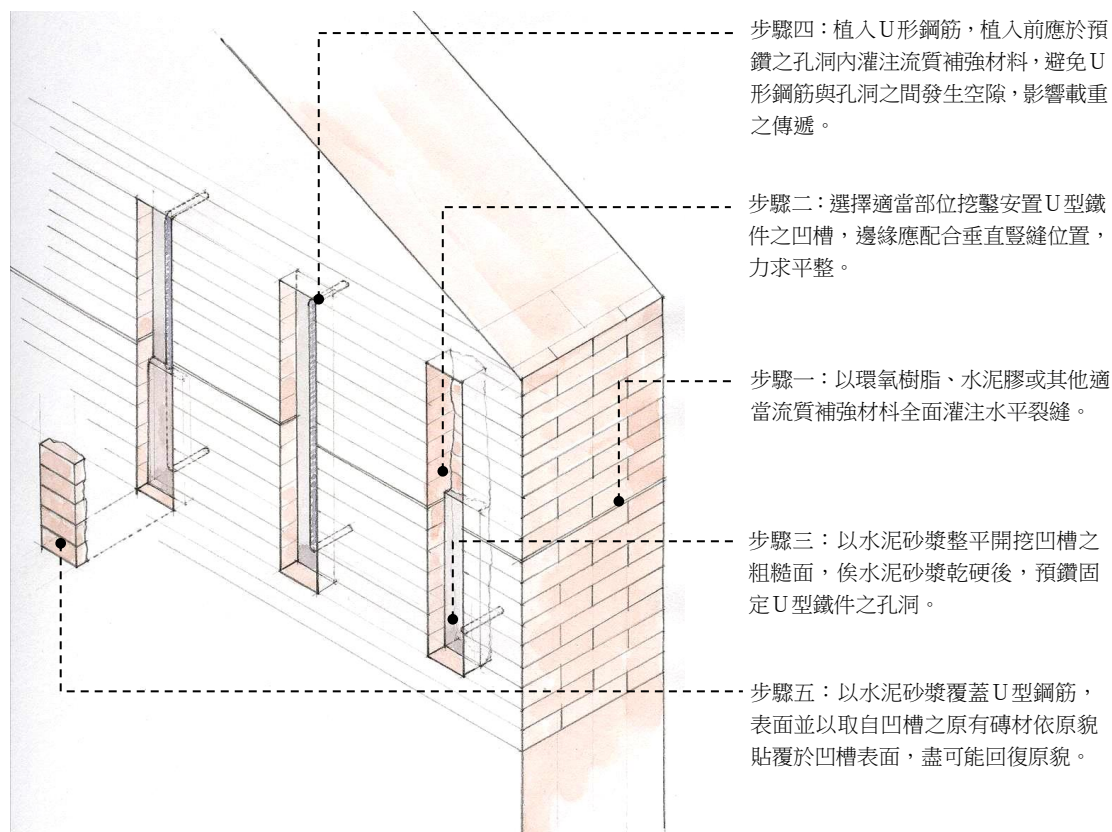 步驟四：植入U形鋼筋，植入前應於預
鑽之孔洞內灌注流質補強材料，避免U
形鋼筋與孔洞之間發生空隙，影響載重
之傳遞。
步驟二：選擇適當部位挖鑿安置U型鐵
件之凹槽，邊緣應配合垂直豎縫位置，
力求平整。
步驟一：以環氧樹脂、水泥膠或其他適
當流質補強材料全面灌注水平裂縫。
步驟三：以水泥砂漿整平開挖凹槽之
粗糙面，俟水泥砂漿乾硬後，預鑽固
定U型鐵件之孔洞。
步驟五：以水泥砂漿覆蓋U型鋼筋，
表面並以取自凹槽之原有磚材依原貌
貼覆於凹槽表面，盡可能回復原貌。